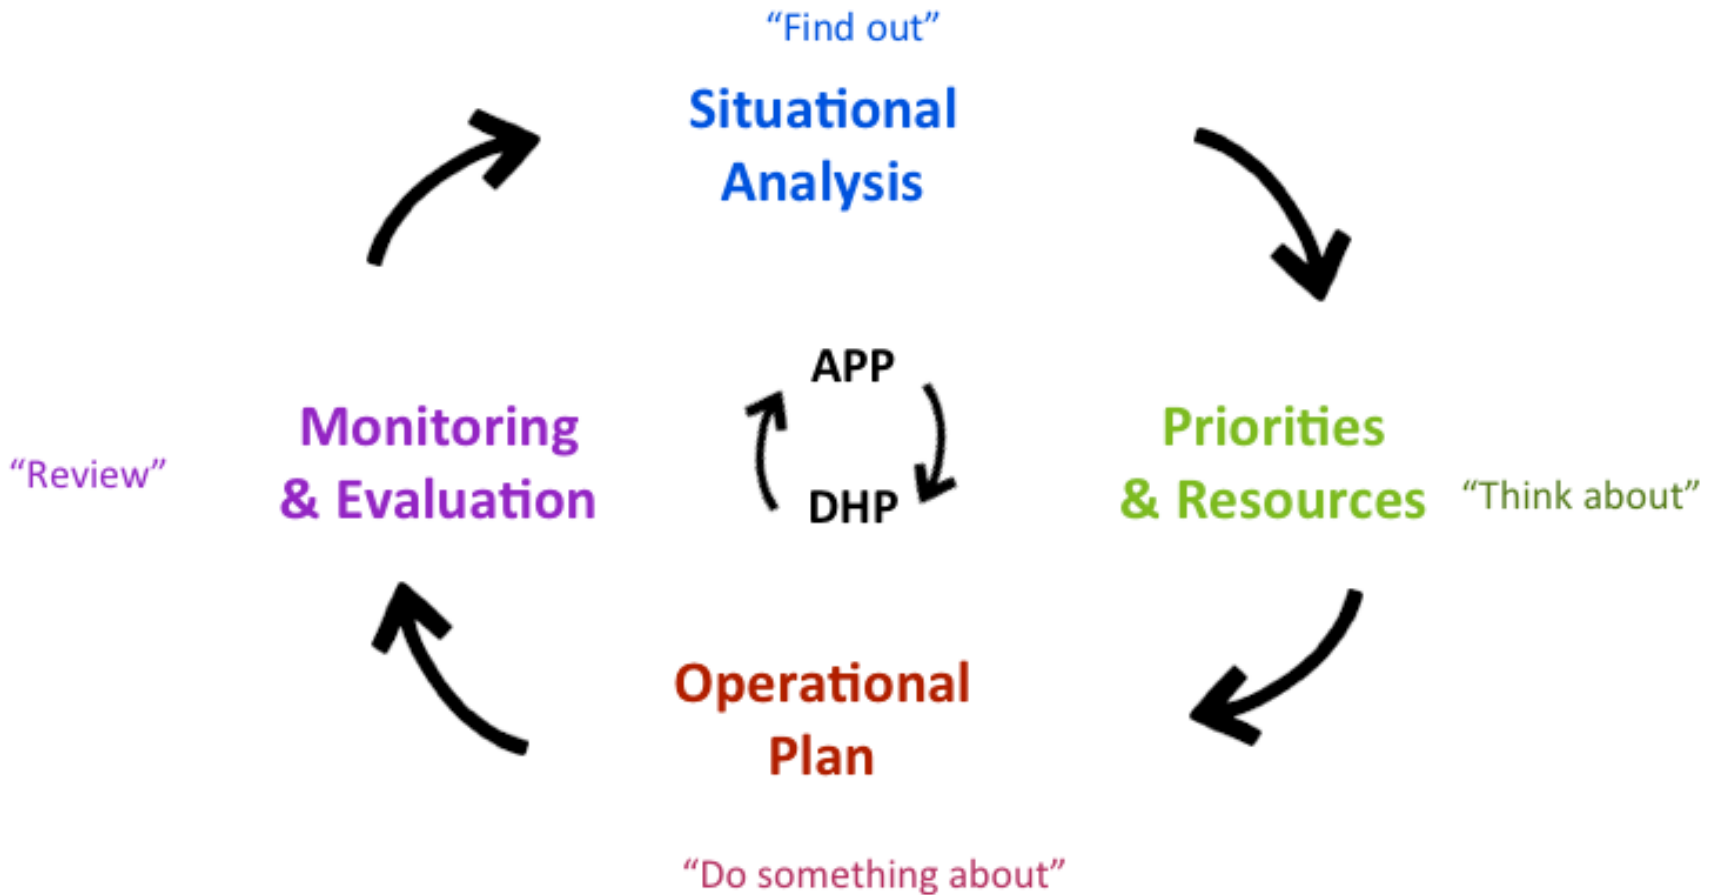 “Find out”
Situational
Analysis
APP
Monitoring
& Evaluation
“Review”
Priorities
& Resources
“Think about”
DHP
Operational
Plan
“Do something about”